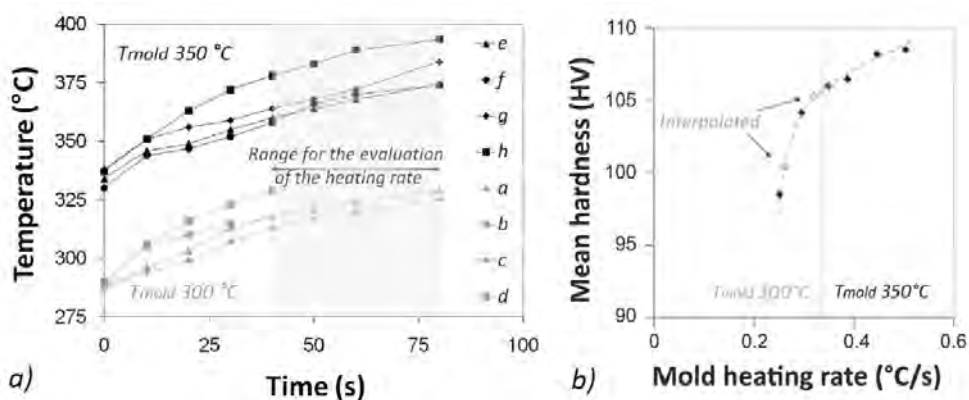 400
375
350
325
300
275
Temperature (°C)
Tmold 350 °C
Range for the evaluation
of the heating rate
Tmold 300 °C
0
25
50
75
100
Time (s)
a)
e
f
g
h
a
b
c
d
110
105
100
95
90
Mean hardness (HV)
Interpolated
Tmold 300°C
Tmold 350°C
0
0.2
0.4
0.6
Mold heating rate (°C/s)
b)